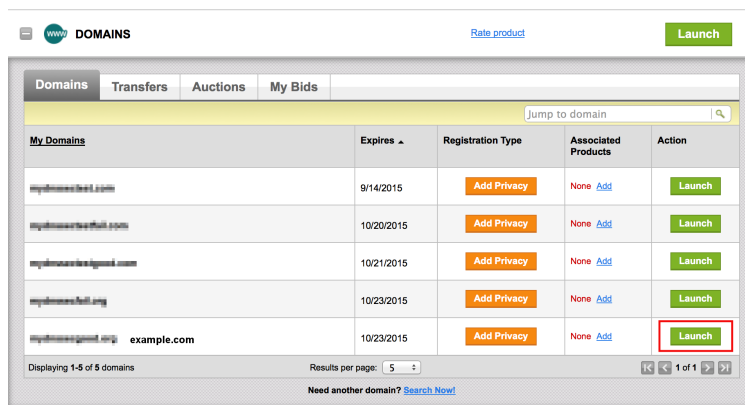 www DOMAINS Rate product Launch
Domains Transfers Auctions My Bids
Jump to domain
My Domains Expires Registration Type Associated Products Action
9/14/2015 Add Privacy None Add Launch
10/20/2015 Add Privacy None Add Launch
10/21/2015 Add Privacy None Add Launch
10/23/2015 Add Privacy None Add Launch
example.com 10/23/2015 Add Privacy None Add Launch
Displaying 1-5 of 5 domains Results per page: 5 1 of 1
Need another domain? Search Now!